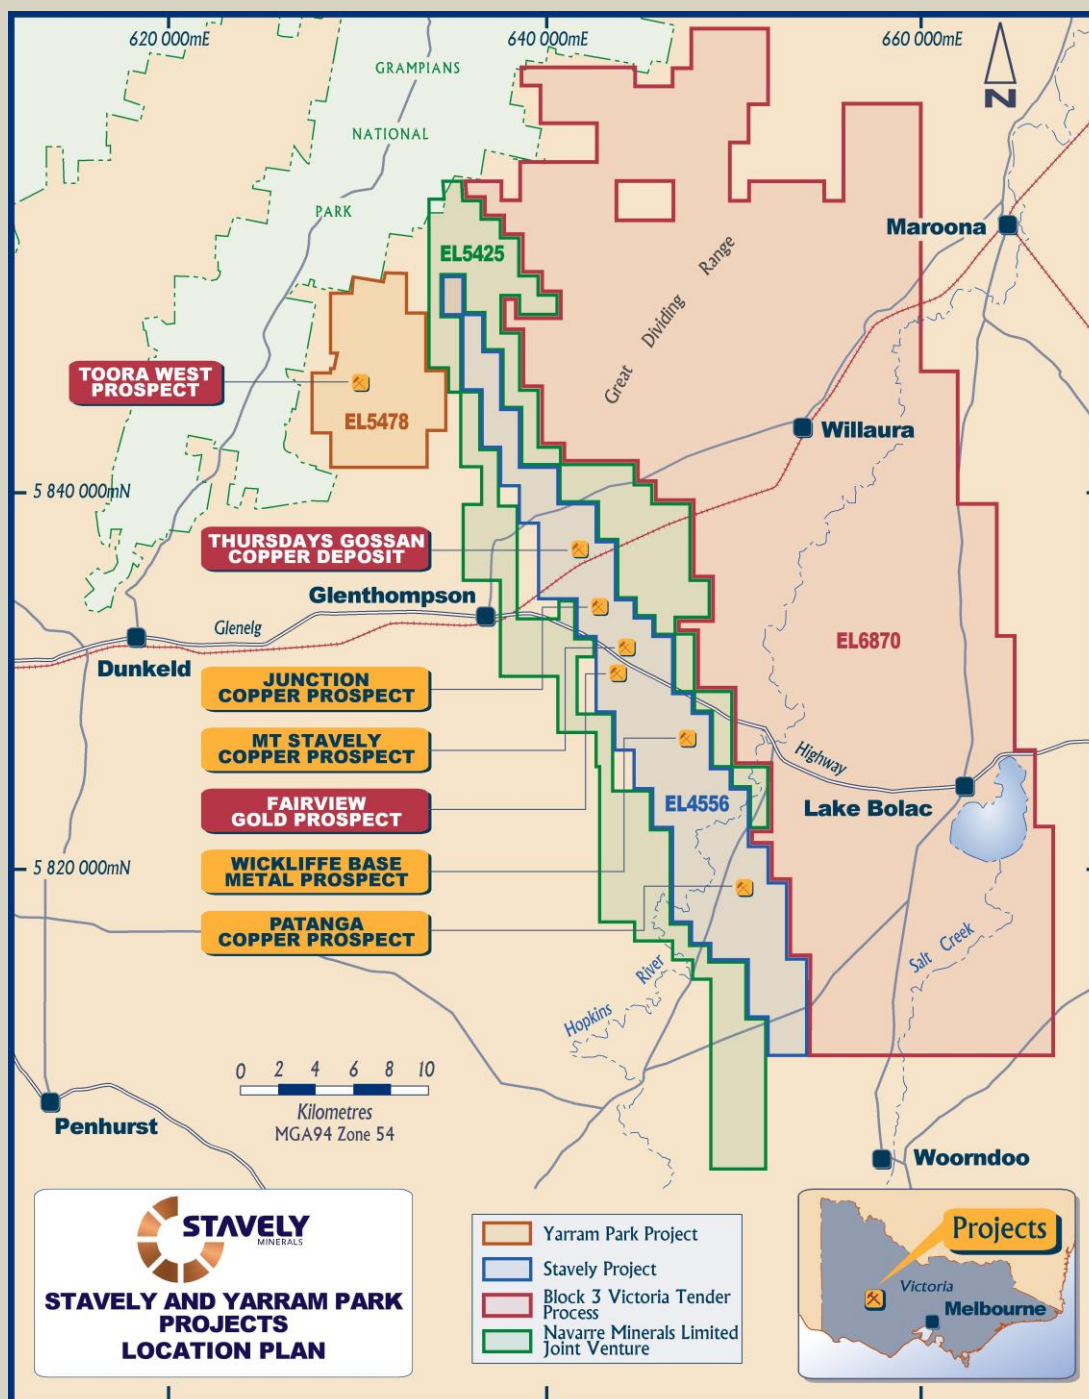 620 000mE
640 000mE
660 000mE
GRAMPIANS
NATIONAL
PARK
N
Maroona
EL5425
Great Dividing Range
TOORA WEST
PROSPECT
EL5478
Willaura
5 840 000mN
THURSDAYS GOSSAN
COPPER DEPOSIT
Glenthompson
Glenelg
Dunkeld
EL6870
JUNCTION
COPPER PROSPECT
MT STAVELY
COPPER PROSPECT
Highway
FAIRVIEW
GOLD PROSPECT
EL4556
Lake Bolac
5 820 000mN
WICKLIFFE BASE
METAL PROSPECT
PATANGA
COPPER PROSPECT
Salt Creek
Hopkins River
0 2 4 6 8 10
Kilometres
MGA94 Zone 54
Penhurst
Woorndoo
STAVELY
MINERALS
STAVELY AND YARRAM PARK
PROJECTS
LOCATION PLAN
Yarram Park Project
Stavely Project
Block 3 Victoria Tender
Process
Navarre Minerals Limited
Joint Venture
Projects
Victoria
Melbourne